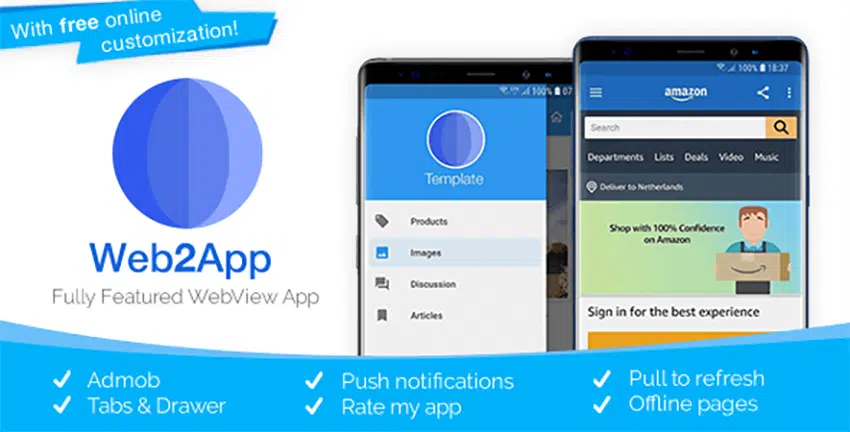 With free online
customization!
Web2App
Fully Featured WebView App
07
Template
Products
Images
Discussion
Articles
100% 18:37
amazon
Search
Departments Lists Deals Video Music
Deliver to Netherlands
Shop with 100% Confidence
on Amazon
Sign in for the best experience
Admob
Tabs & Drawer
Push notifications
Rate my app
Pull to refresh
Offline pages